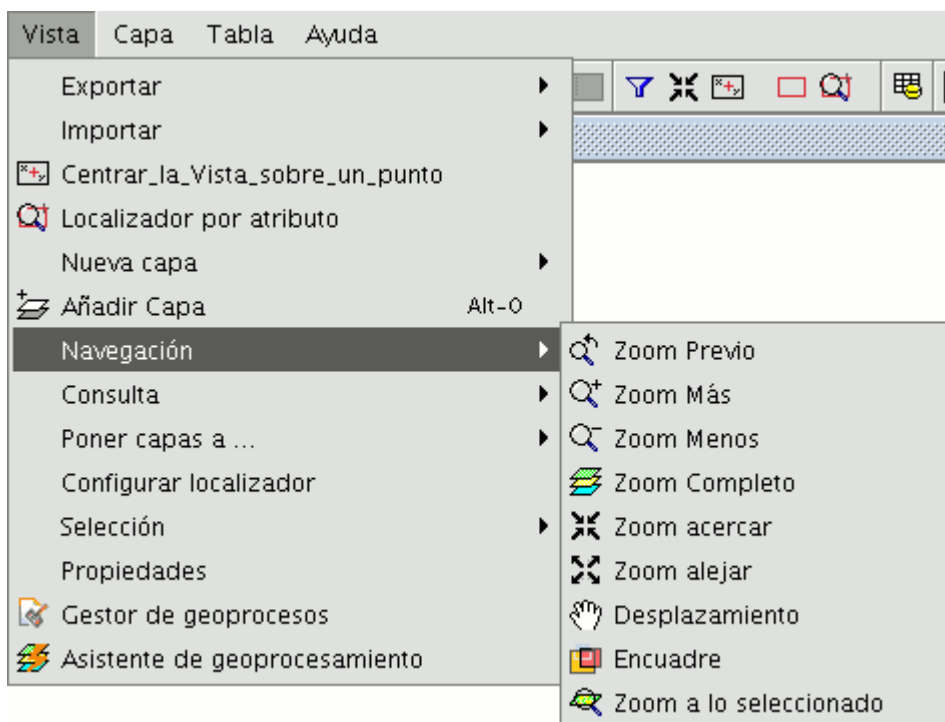 Vista Capa Tabla Ayuda
Exportar
Importar
Centrar_la_Vista_sobre_un_punto
Localizador por atributo
Nueva capa
Añadir Capa Alt-O
Navegación
Consulta
Poner capas a ...
Configurar localizador
Selección
Propiedades
Gestor de geoprocesos
Asistente de geoprocesamiento
Zoom Previo
Zoom Más
Zoom Menos
Zoom Completo
Zoom acercar
Zoom alejar
Desplazamiento
Encuadre
Zoom a lo seleccionado